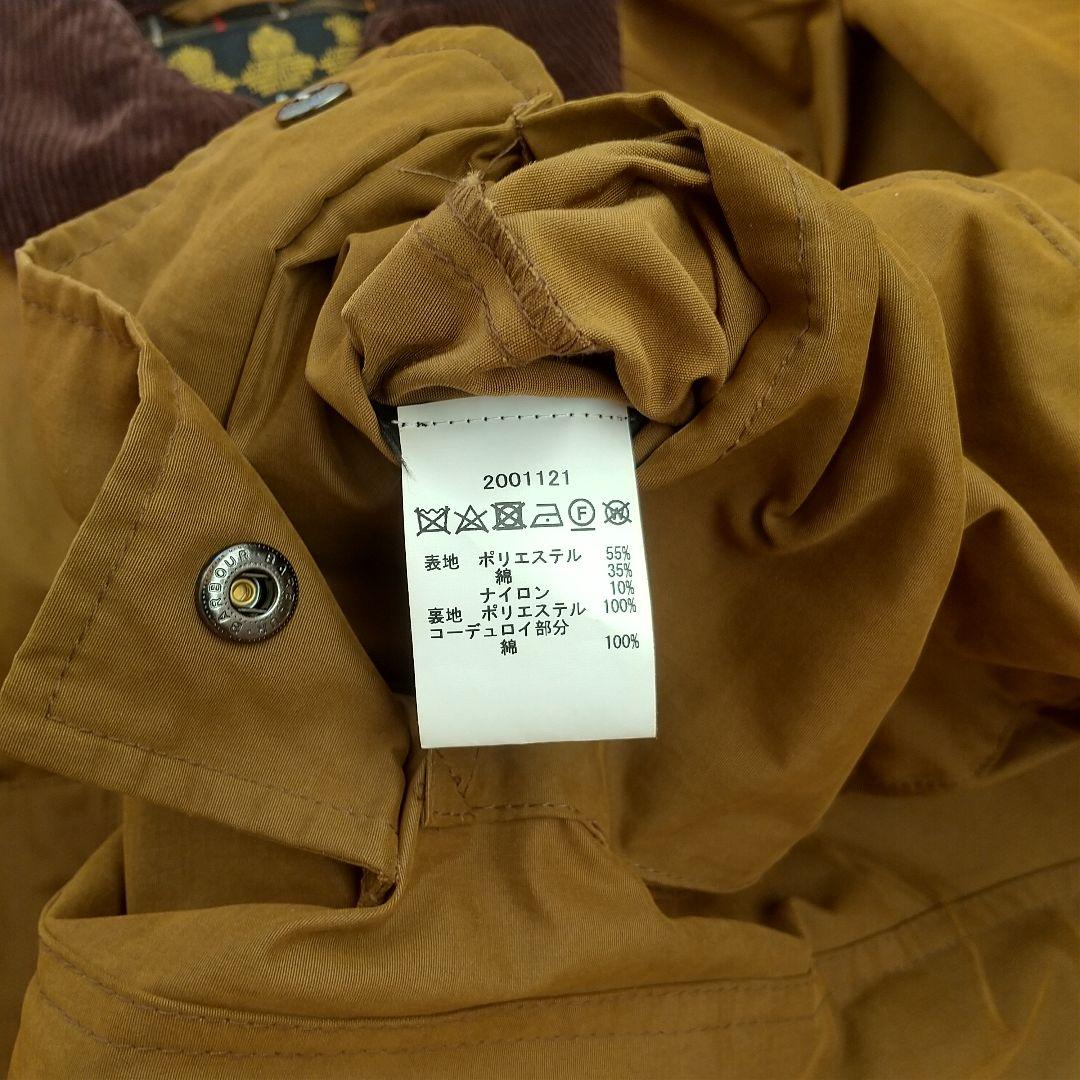 2001121
F W
表地 ポリエステル 55%
綿 35%
ナイロン 10%
裏地 ポリエステル 100%
コーデュロイ部分
綿 100%
BARBOUR